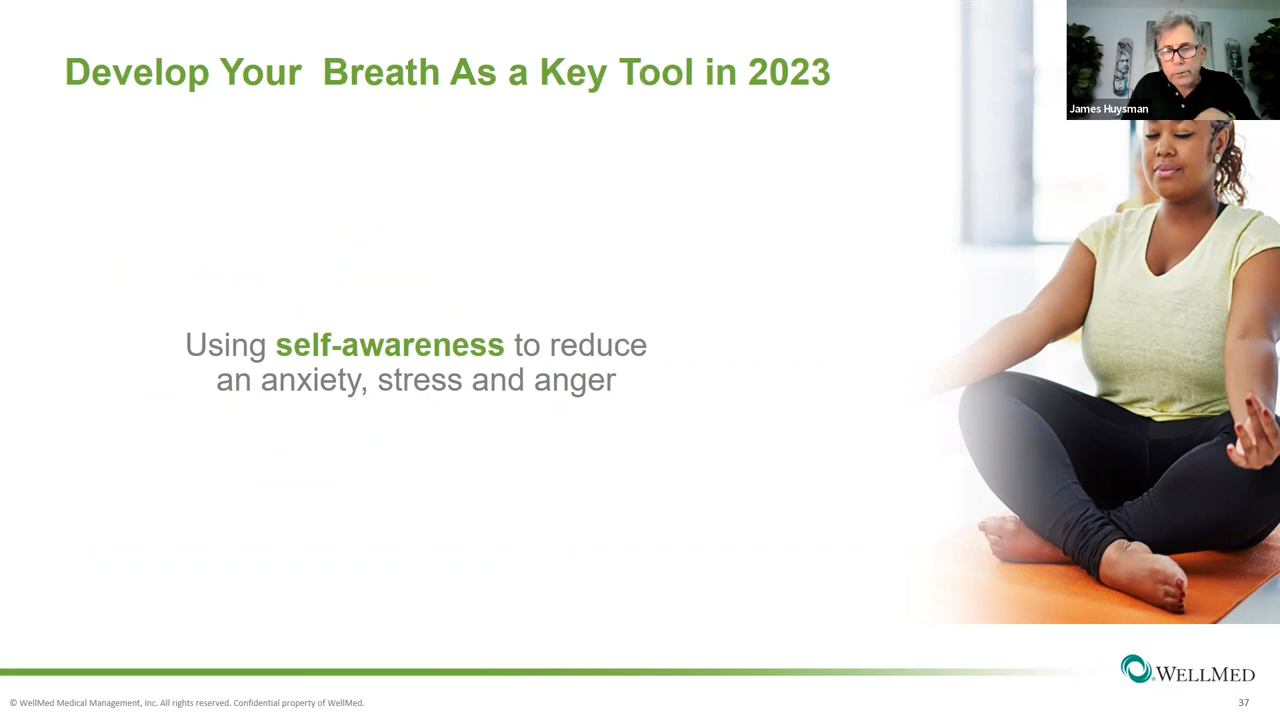 Develop Your  Breath As a Key Tool in 2023
James Huysman
Using self-awareness to reduce
an anxiety, stress and anger
WELLMED
© WellMed Medical Management, Inc. All rights reserved. Confidential property of WellMed.
37